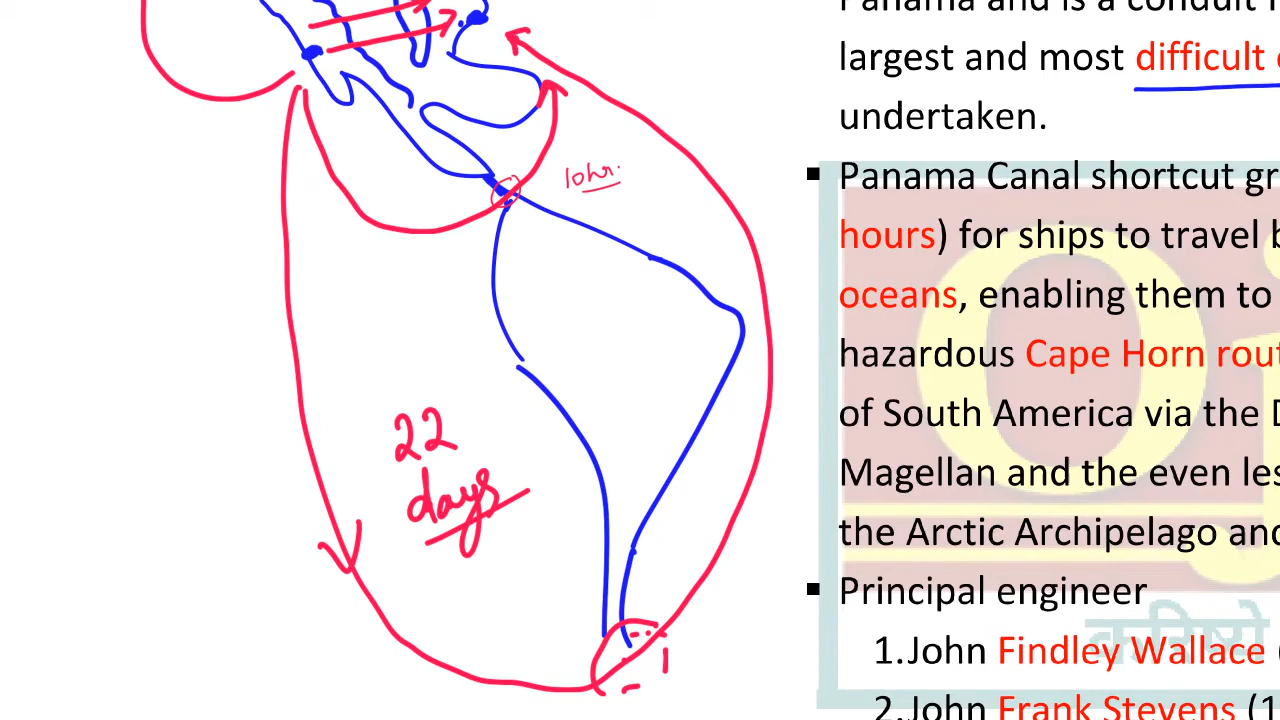 Panama and is a conduit f
largest and most difficult
undertaken.
Panama Canal shortcut gr
hours) for ships to travel b
oceans, enabling them to
hazardous Cape Horn rout
of South America via the D
Magellan and the even les
the Arctic Archipelago and
Principal engineer
1.John Findley Wallace (
2.John Frank Stevens (1
10hr.
22
days